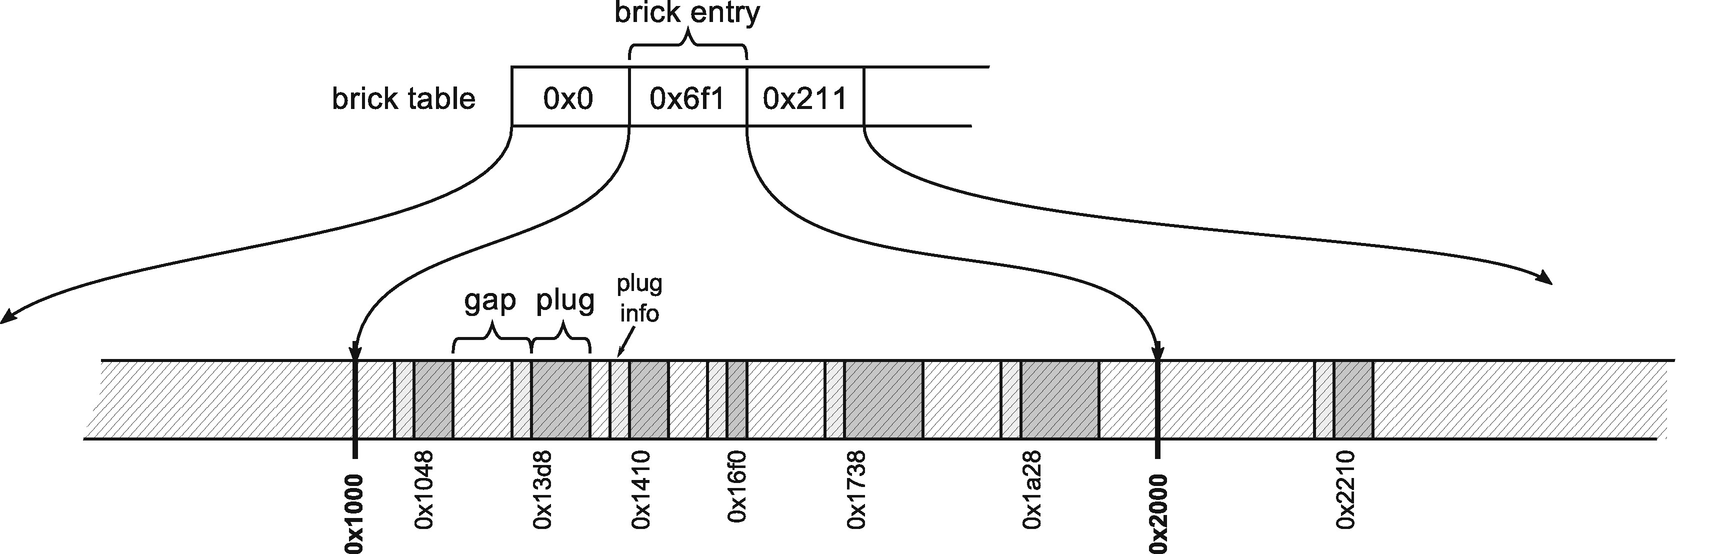 brick entry
brick table 0x0 0x6f1 0x211
gap plug plug
info
0x1000 0x1048 0x13d8 0x1410 0x16f0 0x1738 0x1a28 0x2000 0x2210